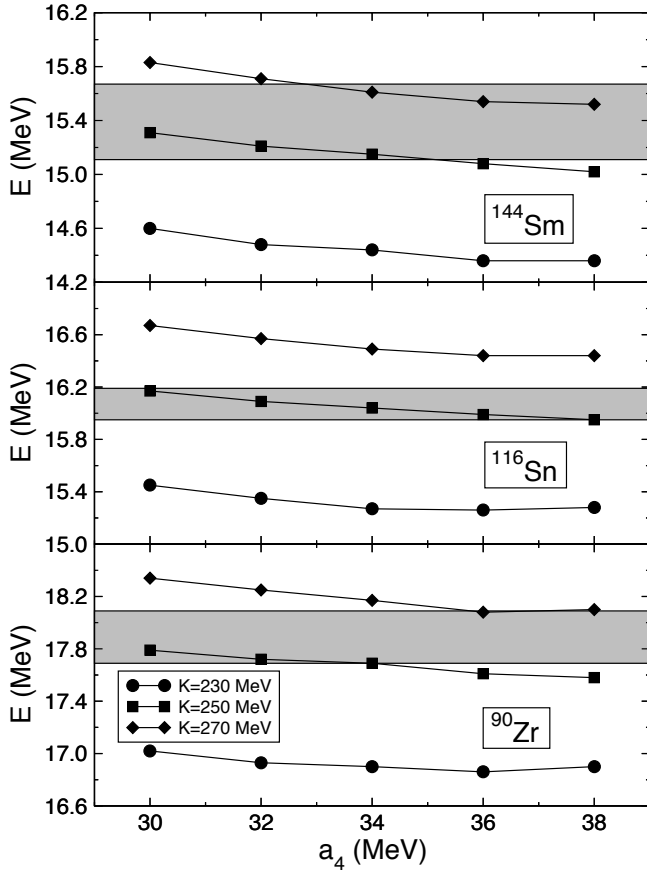 16.2
15.8
15.4
15.0
14.6
14.2
E (MeV)
¹⁴⁴Sm
16.6
16.2
15.8
15.4
15.0
E (MeV)
¹¹⁶Sn
18.2
17.8
17.4
17.0
16.6
E (MeV)
K=230 MeV
K=250 MeV
K=270 MeV
⁹⁰Zr
30 32 34 36 38
a₄ (MeV)